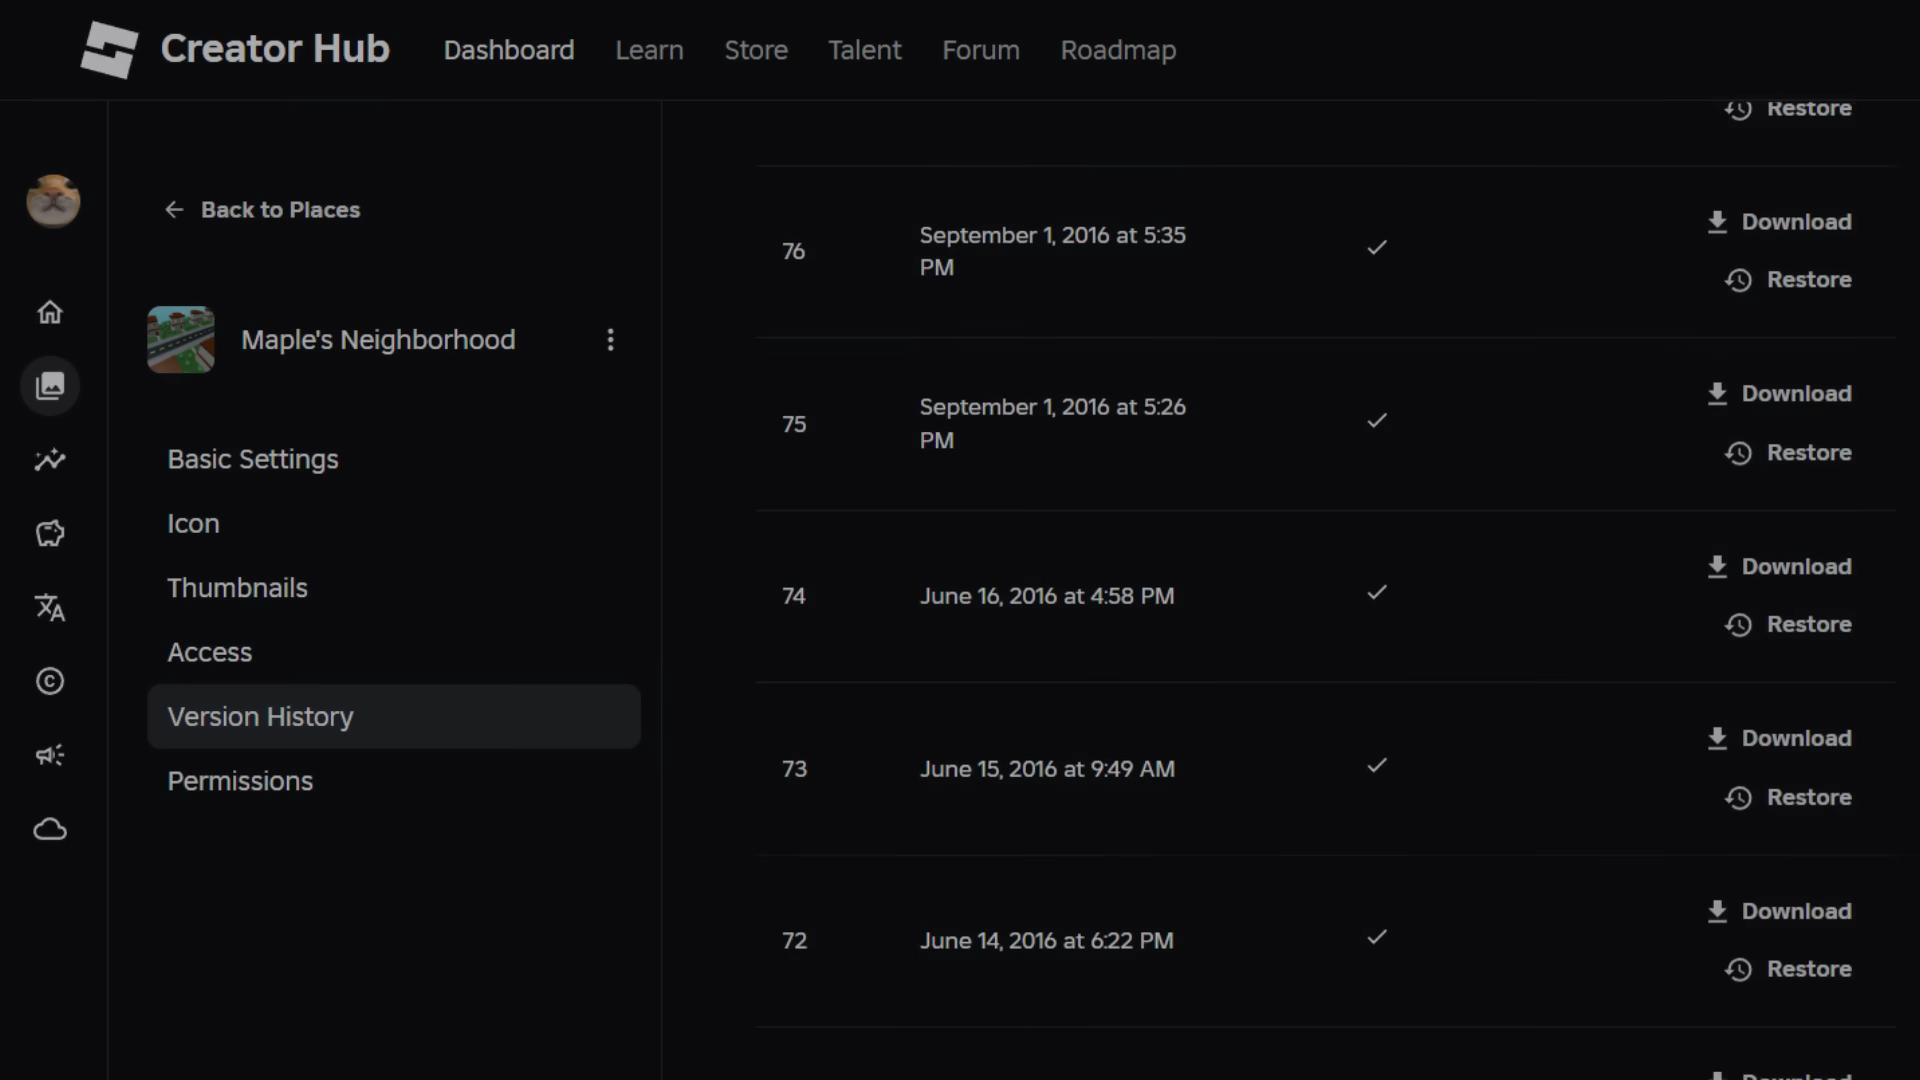 Creator Hub
Dashboard
Learn
Store
Talent
Forum
Roadmap
Back to Places
Maple's Neighborhood
Basic Settings
Icon
Thumbnails
Access
Version History
Permissions
Restore
76
September 1, 2016 at 5:35
PM
Download
Restore
75
September 1, 2016 at 5:26
PM
Download
Restore
74
June 16, 2016 at 4:58 PM
Download
Restore
73
June 15, 2016 at 9:49 AM
Download
Restore
72
June 14, 2016 at 6:22 PM
Download
Restore
Download